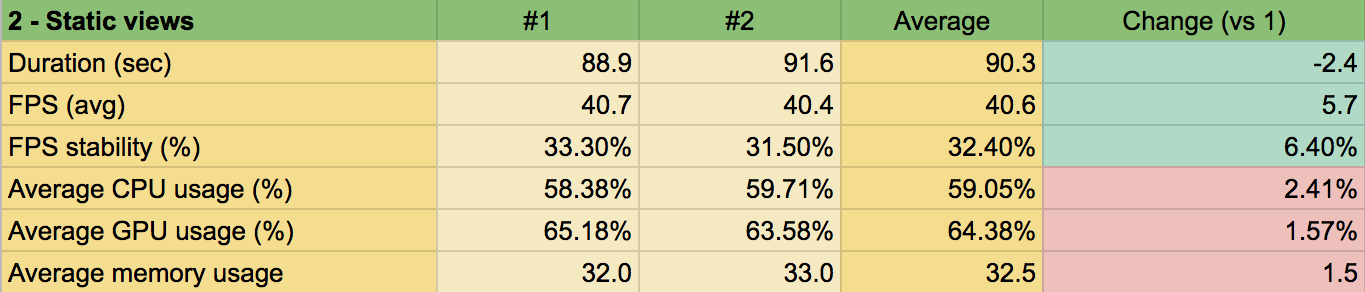 2 - Static views #1 #2 Average Change (vs 1)
Duration (sec) 88.9 91.6 90.3 -2.4
FPS (avg) 40.7 40.4 40.6 5.7
FPS stability (%) 33.30% 31.50% 32.40% 6.40%
Average CPU usage (%) 58.38% 59.71% 59.05% 2.41%
Average GPU usage (%) 65.18% 63.58% 64.38% 1.57%
Average memory usage 32.0 33.0 32.5 1.5